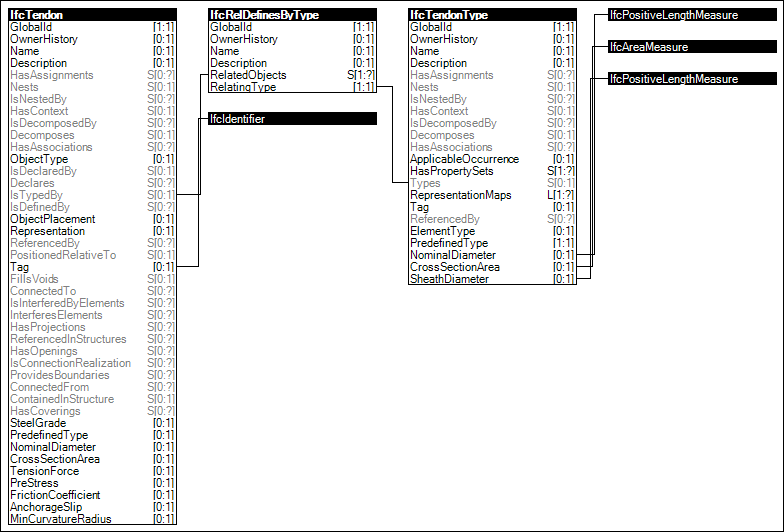 IfcTendon
GlobalId [1:1]
OwnerHistory [0:1]
Name [0:1]
Description [0:1]
HasAssignments S[0:?]
Nests S[0:1]
IsNestedBy S[0:?]
HasContext S[0:1]
IsDecomposedBy S[0:?]
Decomposes S[0:1]
HasAssociations S[0:?]
ObjectType [0:1]
IsDeclaredBy S[0:1]
Declares S[0:?]
IsTypedBy S[0:1]
IsDefinedBy S[0:?]
ObjectPlacement [0:1]
Representation [0:1]
ReferencedBy S[0:?]
PositionedRelativeTo S[0:1]
Tag [0:1]
FillsVoids S[0:1]
ConnectedTo S[0:?]
IsInterferedByElements S[0:?]
InterferesElements S[0:?]
HasProjections S[0:?]
ReferencedInStructures S[0:?]
HasOpenings S[0:?]
IsConnectionRealization S[0:?]
ProvidesBoundaries S[0:?]
ConnectedFrom S[0:?]
ContainedInStructure S[0:1]
HasCoverings S[0:?]
SteelGrade [0:1]
PredefinedType [0:1]
NominalDiameter [0:1]
CrossSectionArea [0:1]
TensionForce [0:1]
PreStress [0:1]
FrictionCoefficient [0:1]
AnchorageSlip [0:1]
MinCurvatureRadius [0:1]
IfcRelDefinesByType
GlobalId [1:1]
OwnerHistory [0:1]
Name [0:1]
Description [0:1]
RelatedObjects S[1:?]
RelatingType [1:1]
IfcIdentifier
IfcTendonType
GlobalId [1:1]
OwnerHistory [0:1]
Name [0:1]
Description [0:1]
HasAssignments S[0:?]
Nests S[0:1]
IsNestedBy S[0:?]
HasContext S[0:1]
IsDecomposedBy S[0:?]
Decomposes S[0:1]
HasAssociations S[0:?]
ApplicableOccurrence [0:1]
HasPropertySets S[1:?]
Types S[0:1]
RepresentationMaps L[1:?]
Tag [0:1]
ReferencedBy S[0:?]
ElementType [0:1]
PredefinedType [1:1]
NominalDiameter [0:1]
CrossSectionArea [0:1]
SheathDiameter [0:1]
IfcPositiveLengthMeasure
IfcAreaMeasure
IfcPositiveLengthMeasure